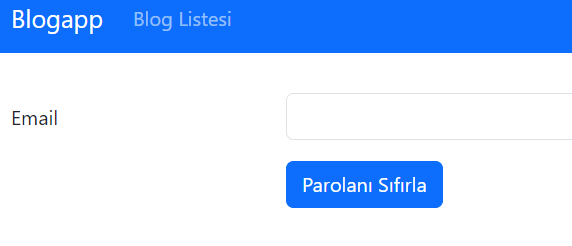 Blogapp Blog Listesi
Email
Parolanı Sıfırla